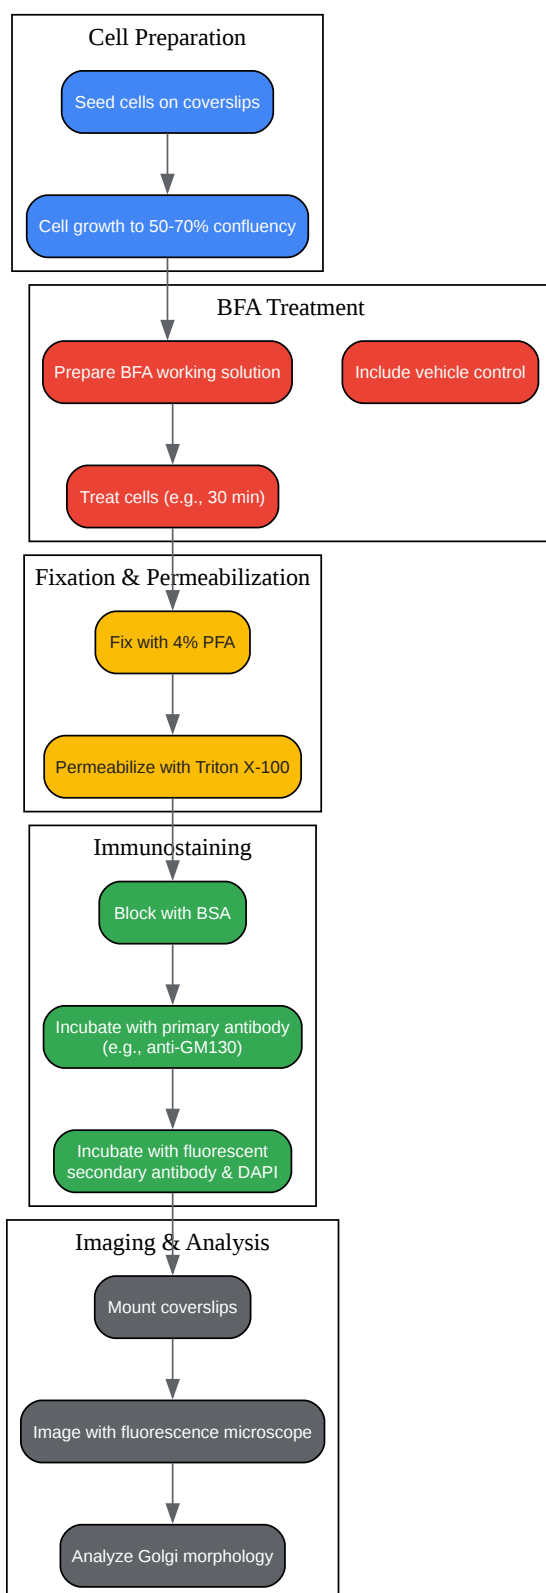 Cell Preparation
Seed cells on coverslips
Cell growth to 50-70% confluency
BFA Treatment
Prepare BFA working solution
Include vehicle control
Treat cells (e.g., 30 min)
Fixation & Permeabilization
Fix with 4% PFA
Permeabilize with Triton X-100
Immunostaining
Block with BSA
Incubate with primary antibody
(e.g., anti-GM130)
Incubate with fluorescent
secondary antibody & DAPI
Imaging & Analysis
Mount coverslips
Image with fluorescence microscope
Analyze Golgi morphology